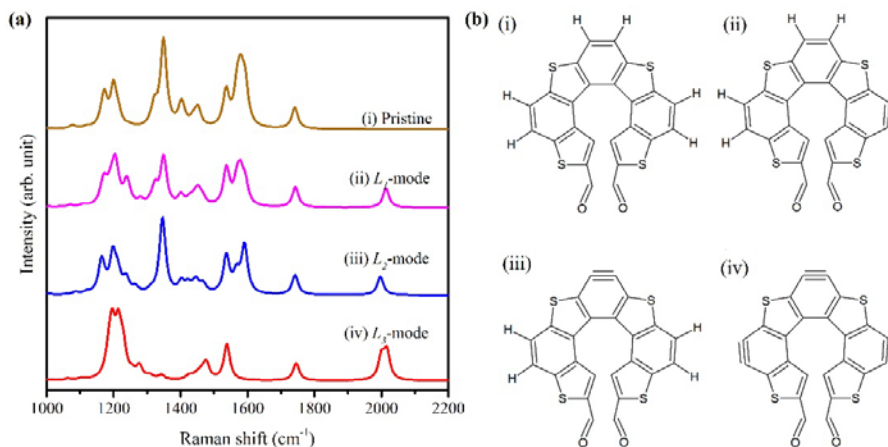 (a)
Intensity (arb. unit)
(i) Pristine
(ii) L1-mode
(iii) L2-mode
(iv) L3-mode
1000 1200 1400 1600 1800 2000 2200
Raman shift (cm-1)
(b)
(i)
H H
S S
H H
H H
S S
O O
(ii)
H H
S S
H
H
S S
O O
(iii)
S S
H H
H H
S S
O O
(iv)
S S
S S
O O